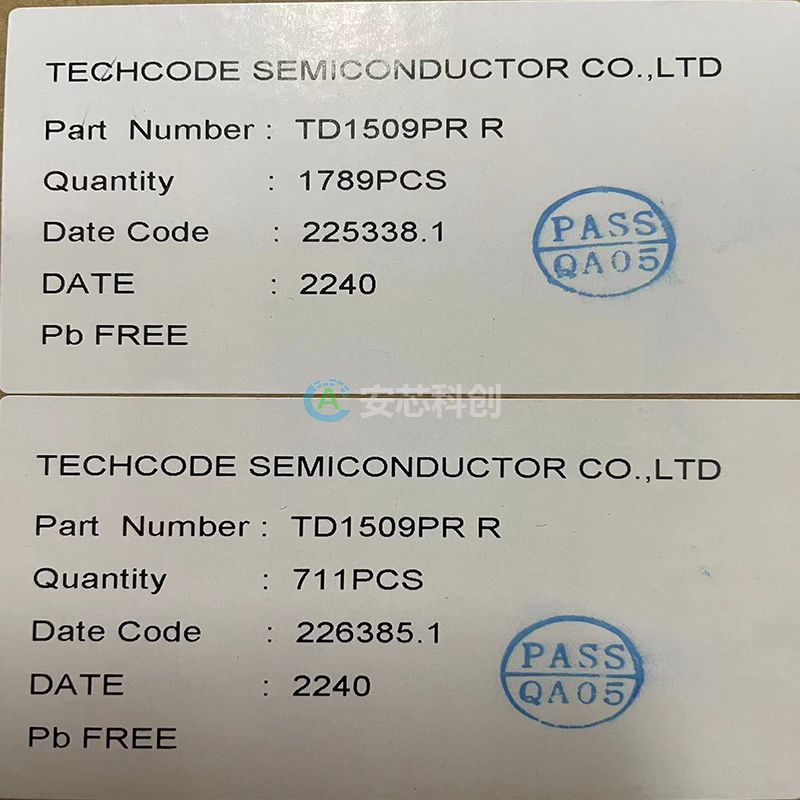 TECHCODE SEMICONDUCTOR CO.,LTD
Part Number : TD1509PR R
Quantity : 1789PCS
Date Code : 225338.1
DATE : 2240
Pb FREE
PASS
QA05
A 安芯科创
TECHCODE SEMICONDUCTOR CO.,LTD
Part Number : TD1509PR R
Quantity : 711PCS
Date Code : 226385.1
DATE : 2240
Pb FREE
PASS
QA05